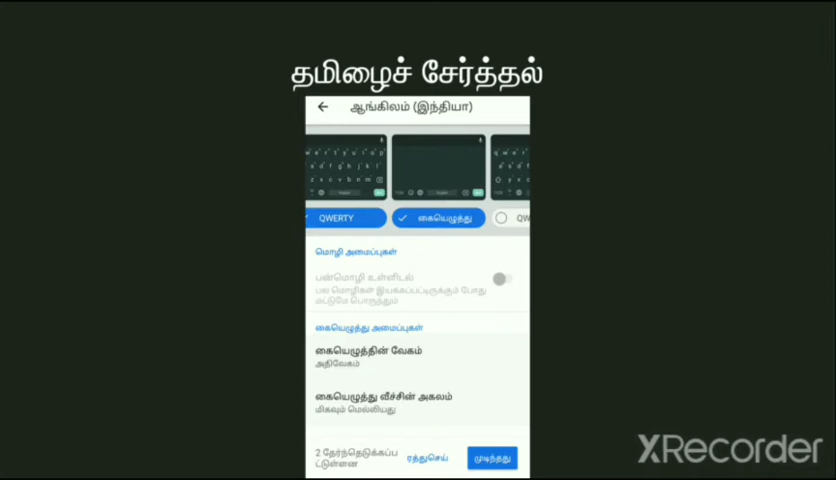 தமிழைச் சேர்த்தல்
ஆங்கிலம் (இந்தியா)
QWERTY
கையெழுத்து
QW
மொழி அமைப்புகள்
பன்மொழி உள்ளிடல்
பல மொழிகள் இயக்கப்பட்டிருக்கும் போது
மட்டுமே பொருந்தும்
கையெழுத்து அமைப்புகள்
கையெழுத்தின் வேகம்
அதிவேகம்
கையெழுத்து வீச்சின் அகலம்
மிகவும் மெல்லியது
2 தேர்ந்தெடுக்கப்ப
ட்டுள்ளன
ரத்துசெய்
முடிந்தது
XRecorder